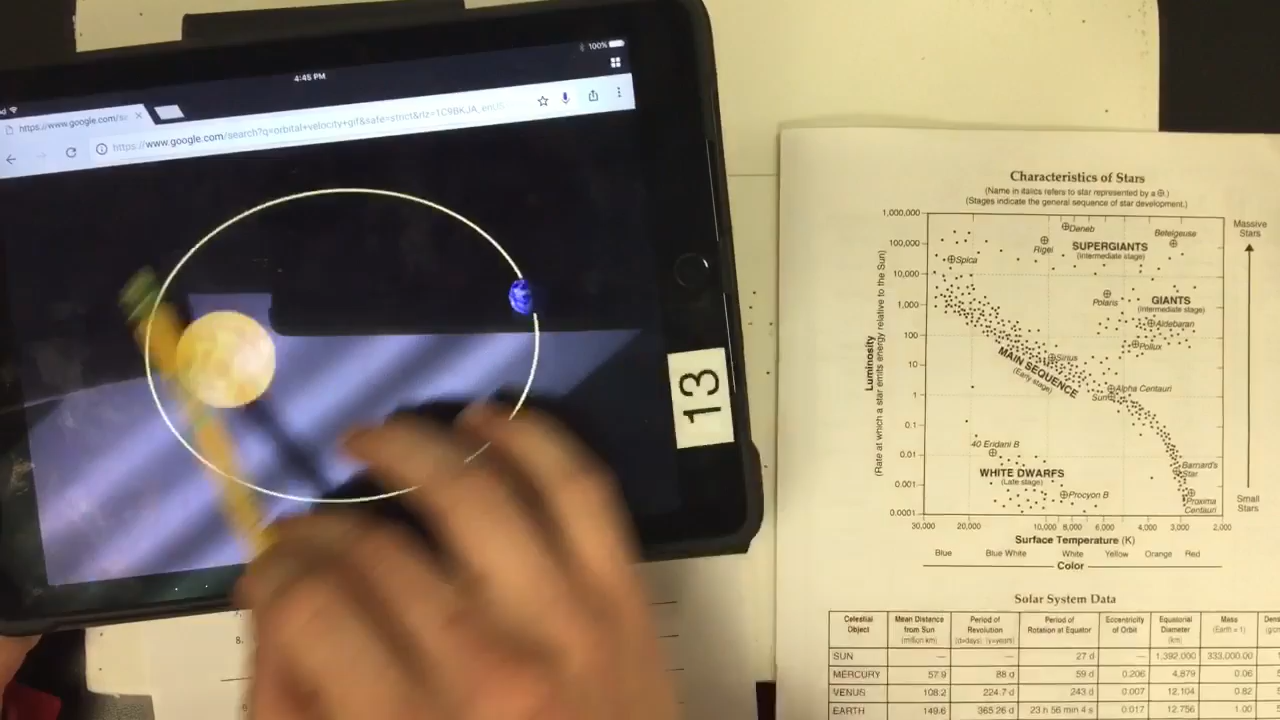 4:45 PM
100%
https://www.google.com/se
https://www.google.com/search?q=orbital+velocity+gif&safe=strict&rlz=1C9BKJA_enUS
13
8.
Characteristics of Stars
(Name in italics refers to star represented by a ⊕.)
(Stages indicate the general sequence of star development.)
Luminosity
(Rate at which a star emits energy relative to the Sun)
1,000,000
100,000
10,000
1,000
100
10
1
0.1
0.01
0.001
0.0001
Deneb
Betelgeuse
Rigel
SUPERGIANTS
(Intermediate stage)
Spica
Polaris
GIANTS
(Intermediate stage)
Aldebaran
Pollux
MAIN SEQUENCE
(Early stage)
Sirius
Alpha Centauri
Sun
40 Eridani B
Barnard's
Star
WHITE DWARFS
(Late stage)
Procyon B
Proxima
Centauri
Massive
Stars
Small
Stars
30,000 20,000 10,000 8,000 6,000 4,000 3,000 2,000
Surface Temperature (K)
Blue Blue White White Yellow Orange Red
Color
Solar System Data
Celestial Object Mean Distance from Sun (million km) Period of Revolution (d=days) (y=years) Period of Rotation at Equator Eccentricity of Orbit Equatorial Diameter (km) Mass (Earth = 1)
SUN — — 27 d — 1,392,000 333,000.00
MERCURY 57.9 88 d 59 d 0.206 4,879 0.06
VENUS 108.2 224.7 d 243 d 0.007 12,104 0.82
EARTH 149.6 365.26 d 23 h 56 min 4 s 0.017 12,756 1.00